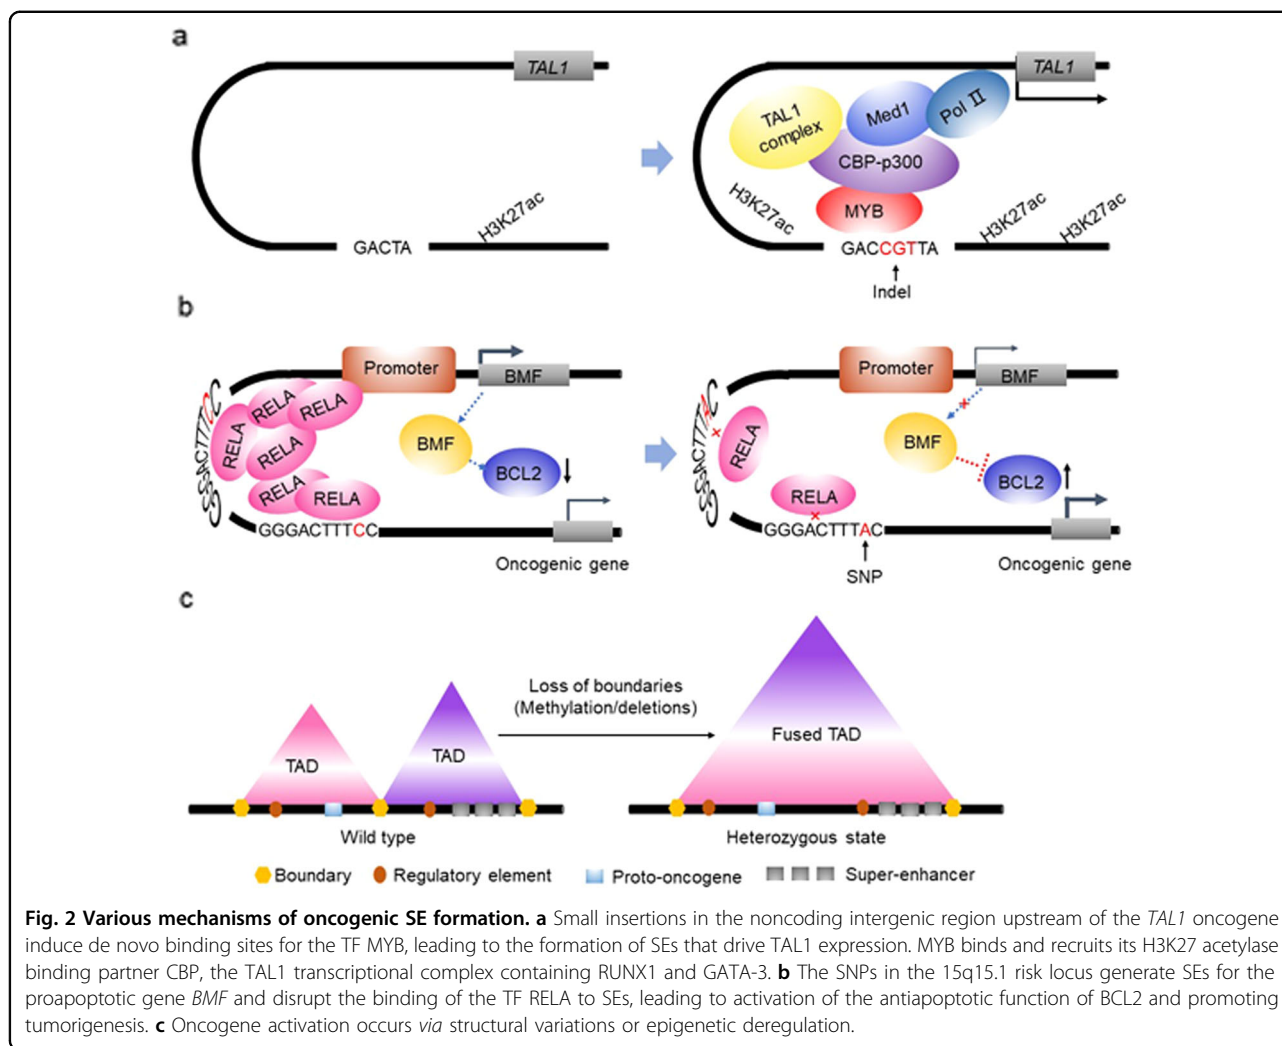 a
TAL1
H3K27ac
GACTA
TAL1
TAL1
complex
Med1
Pol II
CBP-p300
MYB
H3K27ac
H3K27ac
H3K27ac
GACCGTTA
Indel
b
Promoter
BMF
RELA
RELA
RELA
RELA
RELA
RELA
BMF
BCL2
GGGACTTTCC
GGGACTTTCC
Oncogenic gene
Promoter
BMF
RELA
RELA
BMF
BCL2
GGGACTTTAC
GGGACTTTAC
SNP
Oncogenic gene
c
TAD
TAD
Loss of boundaries
(Methylation/deletions)
Fused TAD
Wild type
Heterozygous state
Boundary
Regulatory element
Proto-oncogene
Super-enhancer
Fig. 2 Various mechanisms of oncogenic SE formation. a Small insertions in the noncoding intergenic region upstream of the TAL1 oncogene
induce de novo binding sites for the TF MYB, leading to the formation of SEs that drive TAL1 expression. MYB binds and recruits its H3K27 acetylase
binding partner CBP, the TAL1 transcriptional complex containing RUNX1 and GATA-3. b The SNPs in the 15q15.1 risk locus generate SEs for the
proapoptotic gene BMF and disrupt the binding of the TF RELA to SEs, leading to activation of the antiapoptotic function of BCL2 and promoting
tumorigenesis. c Oncogene activation occurs via structural variations or epigenetic deregulation.